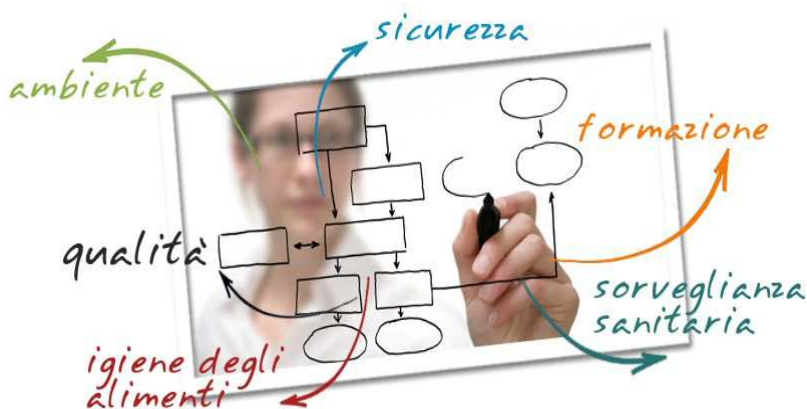 sicurezza
ambiente
formazione
qualità
sorveglianza
sanitaria
igiene degli
alimenti